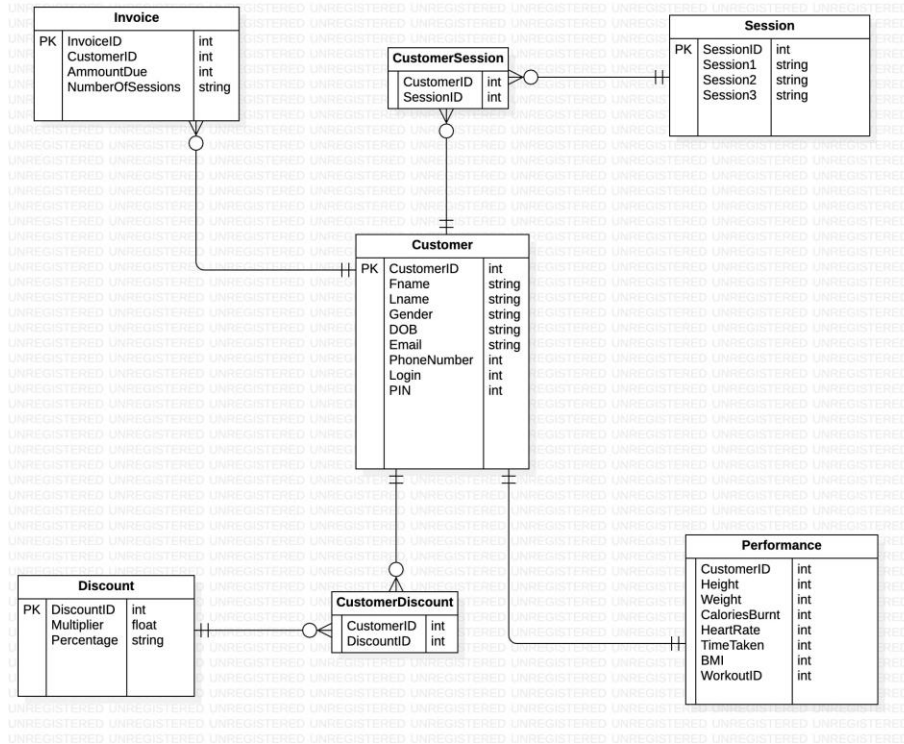 Invoice
PK InvoiceID int
CustomerID int
AmmountDue int
NumberOfSessions string
CustomerSession
CustomerID int
SessionID int
Session
PK SessionID int
Session1 string
Session2 string
Session3 string
Customer
PK CustomerID int
Fname string
Lname string
Gender string
DOB string
Email string
PhoneNumber int
Login int
PIN int
Discount
PK DiscountID int
Multiplier float
Percentage string
CustomerDiscount
CustomerID int
DiscountID int
Performance
CustomerID int
Height int
Weight int
CaloriesBurnt int
HeartRate int
TimeTaken int
BMI int
WorkoutID int
UNREGISTERED